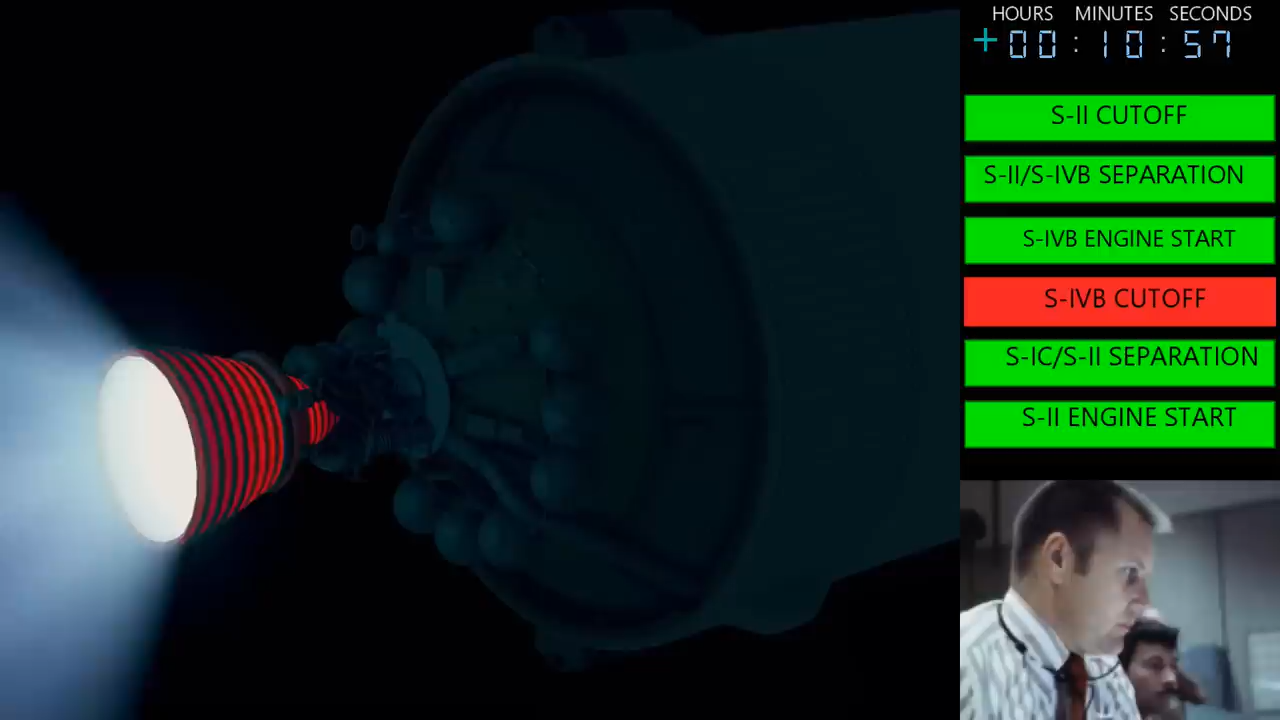 HOURS MINUTES SECONDS
+00:10:57
S-II CUTOFF
S-II/S-IVB SEPARATION
S-IVB ENGINE START
S-IVB CUTOFF
S-IC/S-II SEPARATION
S-II ENGINE START